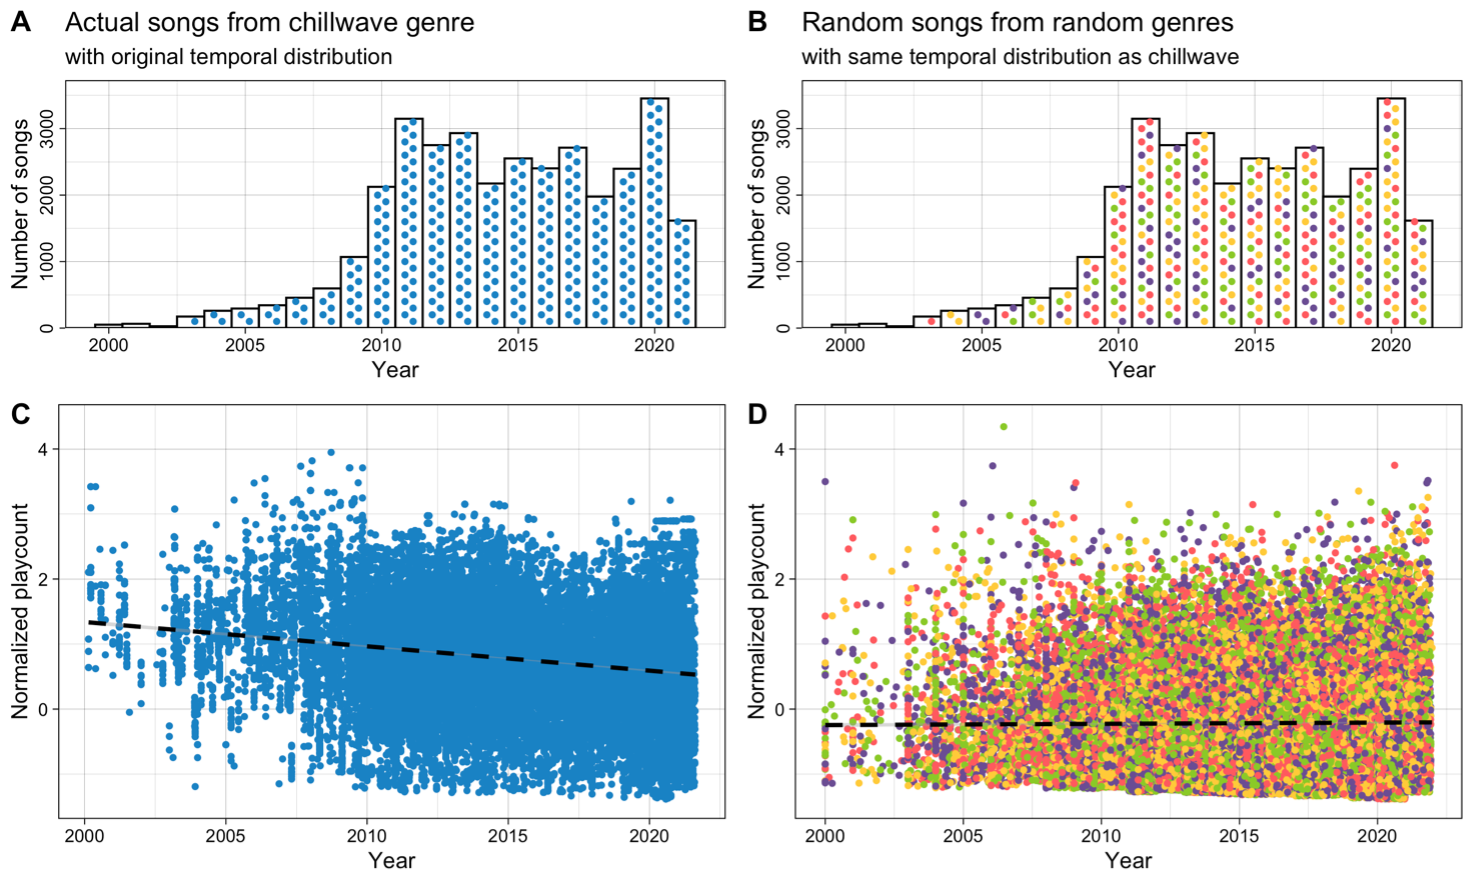 A Actual songs from chillwave genre
with original temporal distribution
Number of songs
3000
2000
1000
0
2000 2005 2010 2015 2020
Year
B Random songs from random genres
with same temporal distribution as chillwave
Number of songs
3000
2000
1000
0
2000 2005 2010 2015 2020
Year
C
Normalized playcount
4
2
0
2000 2005 2010 2015 2020
Year
D
Normalized playcount
4
2
0
2000 2005 2010 2015 2020
Year